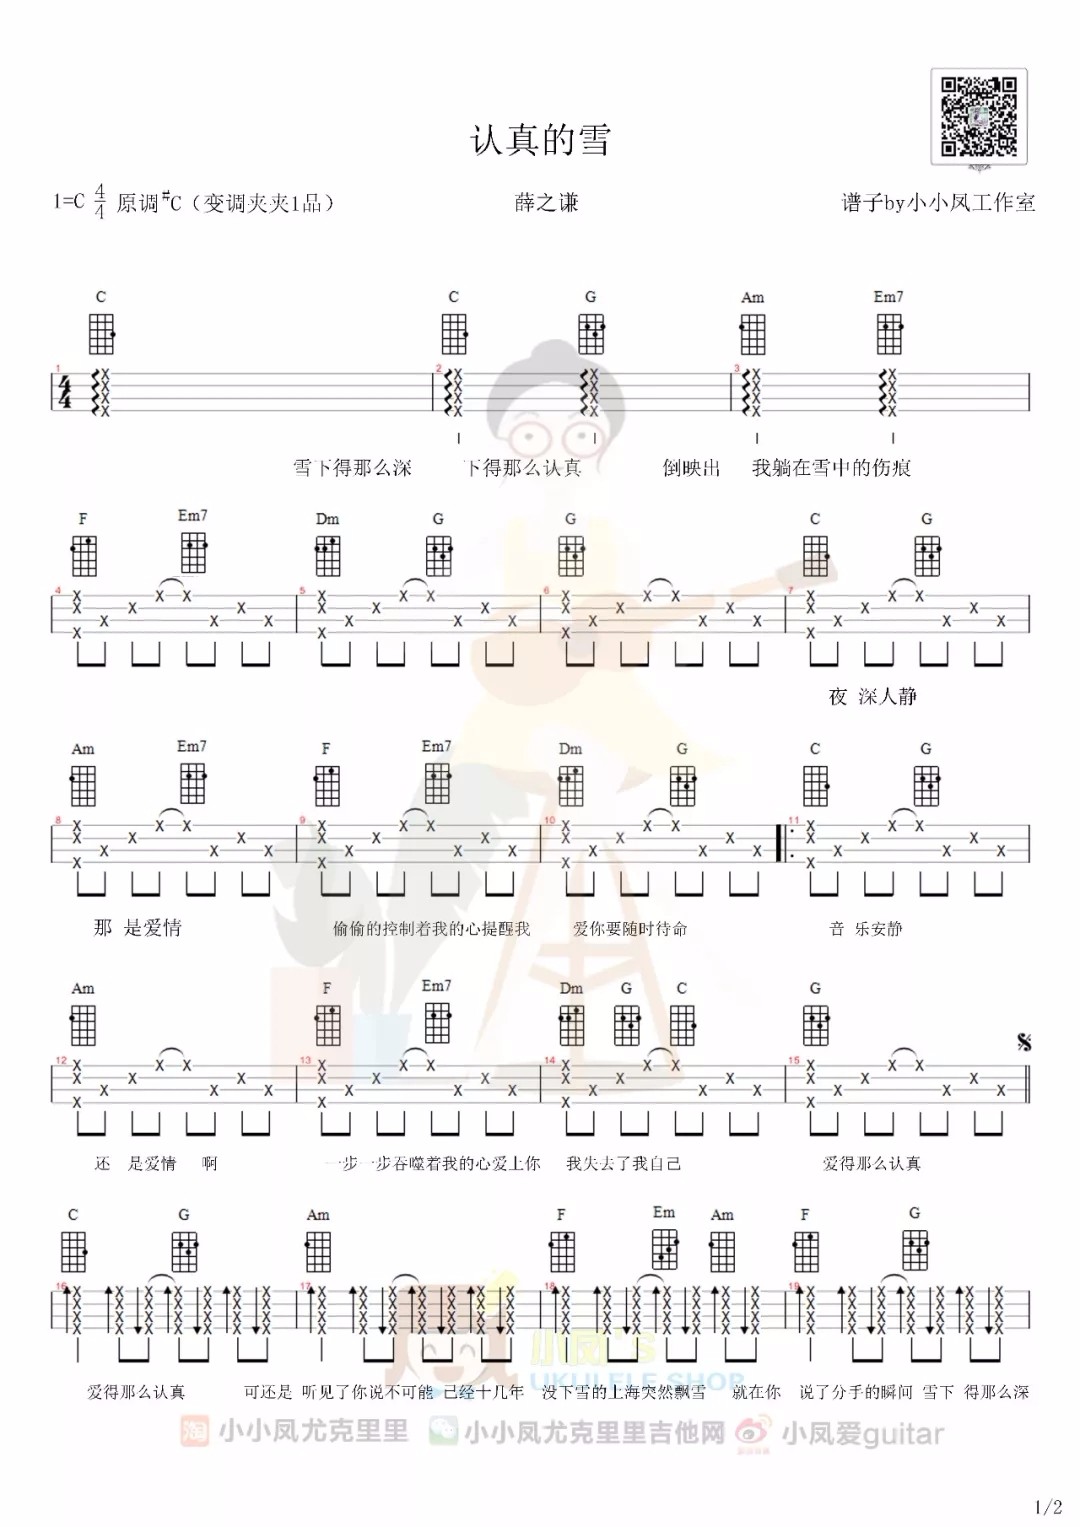 认真的雪
1=C 4/4 原调#C（变调夹夹1品）
薛之谦
谱子by小小凤工作室
C C G Am Em7
1 2 3
4/4
雪下得那么深 下得那么认真 倒映出 我躺在雪中的伤痕
F Em7 Dm G G C G
4 5 6 7
夜 深人静
Am Em7 F Em7 Dm G C G
8 9 10 11
那 是爱情 偷偷的控制着我的心提醒我 爱你要随时待命 音 乐安静
Am F Em7 Dm G C G
12 13 14 15
还 是爱情 啊 一步一步吞噬着我的心爱上你 我失去了我自己 爱得那么认真
C G Am F Em Am F G
16 17 18 19
爱得那么认真 可还是 听见了你说不可能 已经十几年 没下雪的上海突然飘雪 就在你 说了分手的瞬间 雪下 得那么深
小凤's
UKULELE SHOP
淘 小小凤尤克里里 小小凤尤克里里吉他网 小凤爱guitar
1/2